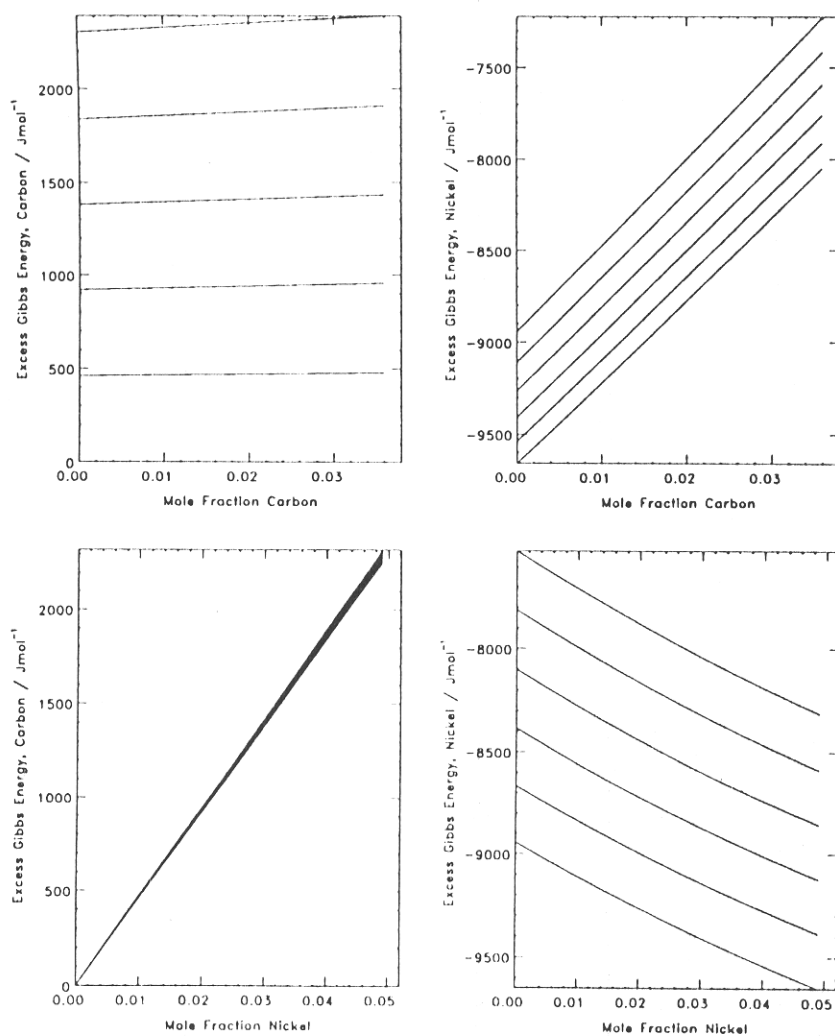 Excess Gibbs Energy, Carbon / Jmol⁻¹
2000
1500
1000
500
0
0.00 0.01 0.02 0.03
Mole Fraction Carbon
Excess Gibbs Energy, Nickel / Jmol⁻¹
-7500
-8000
-8500
-9000
-9500
0.00 0.01 0.02 0.03
Mole Fraction Carbon
Excess Gibbs Energy, Carbon / Jmol⁻¹
2000
1500
1000
500
0
0.00 0.01 0.02 0.03 0.04 0.05
Mole Fraction Nickel
Excess Gibbs Energy, Nickel / Jmol⁻¹
-8000
-8500
-9000
-9500
0.00 0.01 0.02 0.03 0.04 0.05
Mole Fraction Nickel